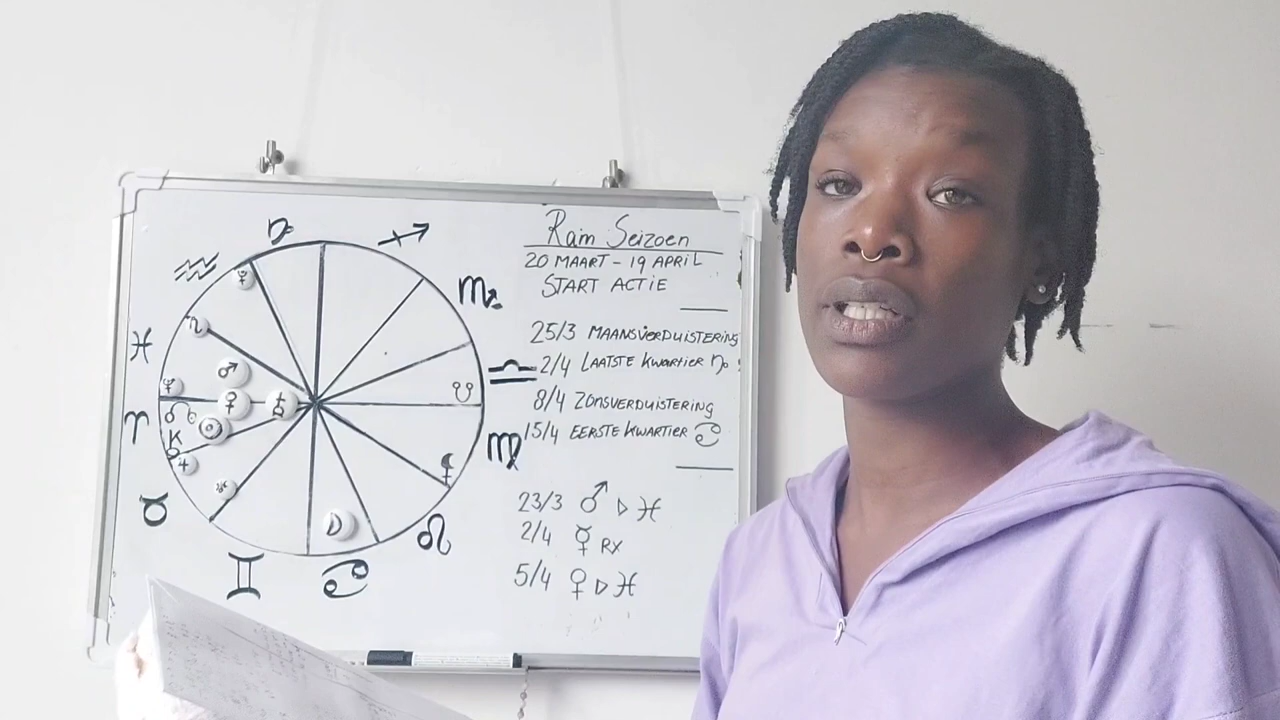 Ram Seizoen
20 MAART - 19 APRIL
START ACTIE
25/3 MAANSVERDUISTERING
2/4 LAATSTE KWARTIER ♑
8/4 ZONSVERDUISTERING
15/4 EERSTE KWARTIER ♋
23/3 ♂ ▷ ♓
2/4 ☿ RX
5/4 ♀ ▷ ♓
♑ ♐
♒ ♏
♓ ♎
♈ ♍
♉ ♌
♊ ♋